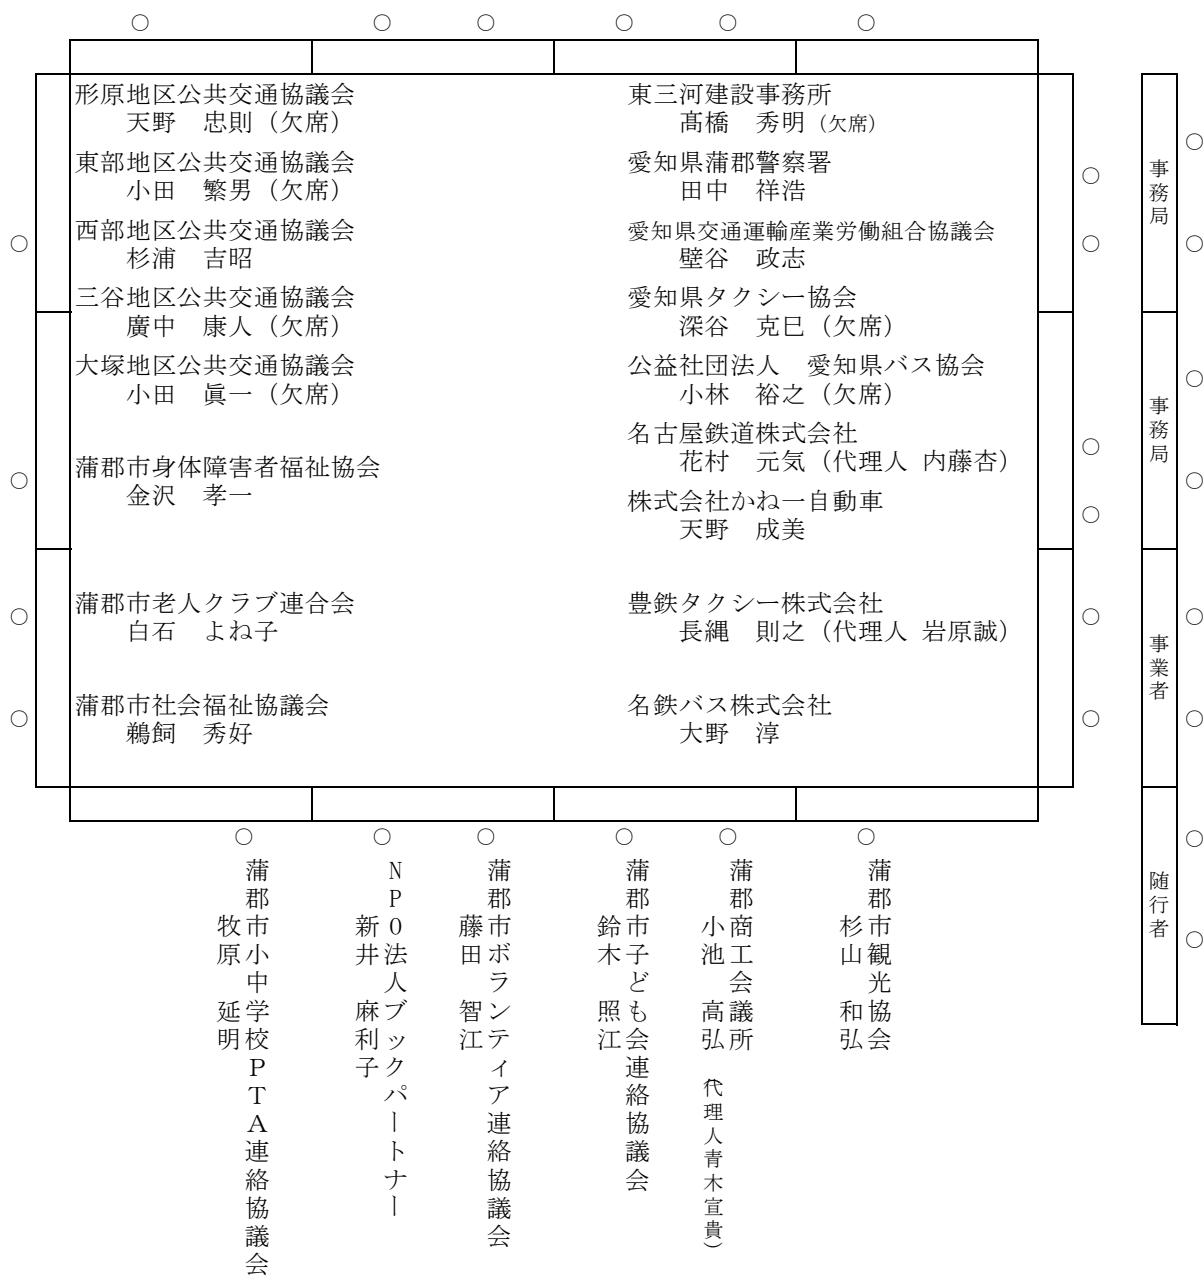 ○ ○ ○ ○ ○ ○
形原地区公共交通協議会
天野 忠則（欠席）
東部地区公共交通協議会
小田 繁男（欠席）
西部地区公共交通協議会
杉浦 吉昭
三谷地区公共交通協議会
廣中 康人（欠席）
大塚地区公共交通協議会
小田 眞一（欠席）
蒲郡市身体障害者福祉協会
金沢 孝一
蒲郡市老人クラブ連合会
白石 よね子
蒲郡市社会福祉協議会
鵜飼 秀好
東三河建設事務所
髙橋 秀明（欠席）
愛知県蒲郡警察署
田中 祥浩
愛知県交通運輸産業労働組合協議会
壁谷 政志
愛知県タクシー協会
深谷 克巳（欠席）
公益社団法人 愛知県バス協会
小林 裕之（欠席）
名古屋鉄道株式会社
花村 元気（代理人 内藤杏）
株式会社かね一自動車
天野 成美
豊鉄タクシー株式会社
長縄 則之（代理人 岩原誠）
名鉄バス株式会社
大野 淳
事務局
事務局
事業者
随行者
蒲郡市観光協会
杉山 和弘
蒲郡商工会議所
小池 高弘（代理人青木宣貴）
蒲郡市子ども会連絡協議会
鈴木 照江
蒲郡市ボランティア連絡協議会
藤田 智江
NPO法人ブックパートナー
新井 麻利子
蒲郡市小中学校PTA連絡協議会
牧原 延明